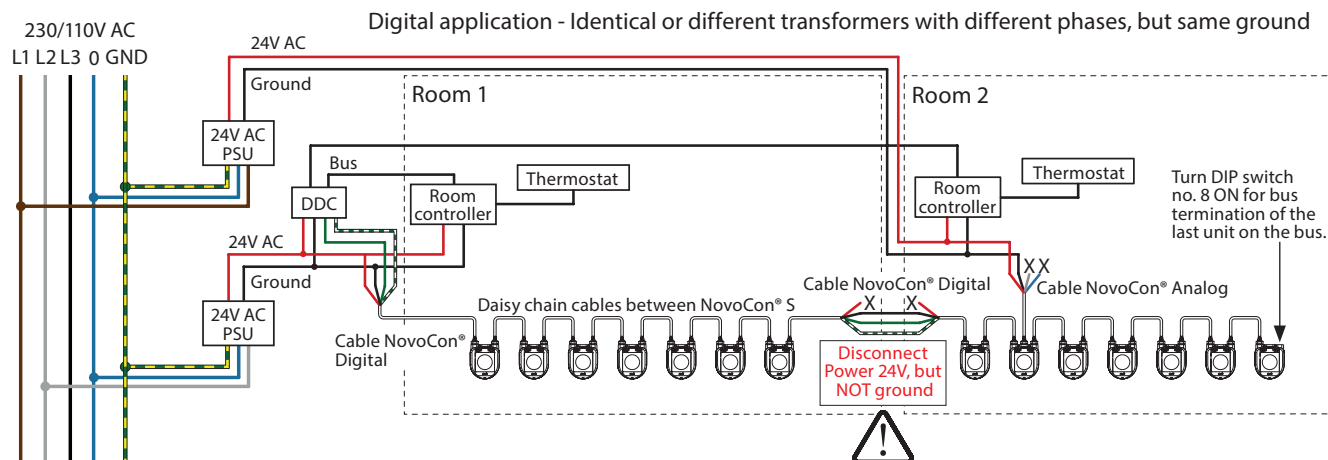 Digital application - Identical or different transformers with different phases, but same ground
230/110V AC
L1 L2 L3 0 GND
24V AC
Ground
24V AC
PSU
Room 1
Room 2
Bus
DDC
Room
controller
Thermostat
Room
controller
Thermostat
Turn DIP switch
no. 8 ON for bus
termination of the
last unit on the bus.
24V AC
Ground
24V AC
PSU
Cable NovoCon®
Digital
Daisy chain cables between NovoCon® S
Cable NovoCon® Digital
X X
X X
Cable NovoCon® Analog
Disconnect
Power 24V, but
NOT ground
!